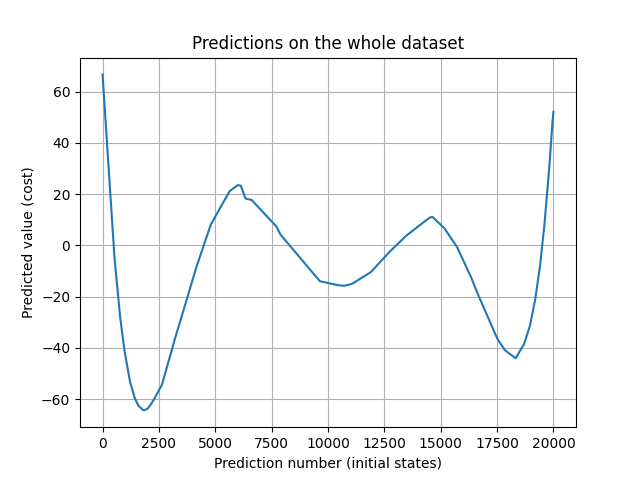 Predictions on the whole dataset
Predicted value (cost)
60
40
20
0
−20
−40
−60
0 2500 5000 7500 10000 12500 15000 17500 20000
Prediction number (initial states)